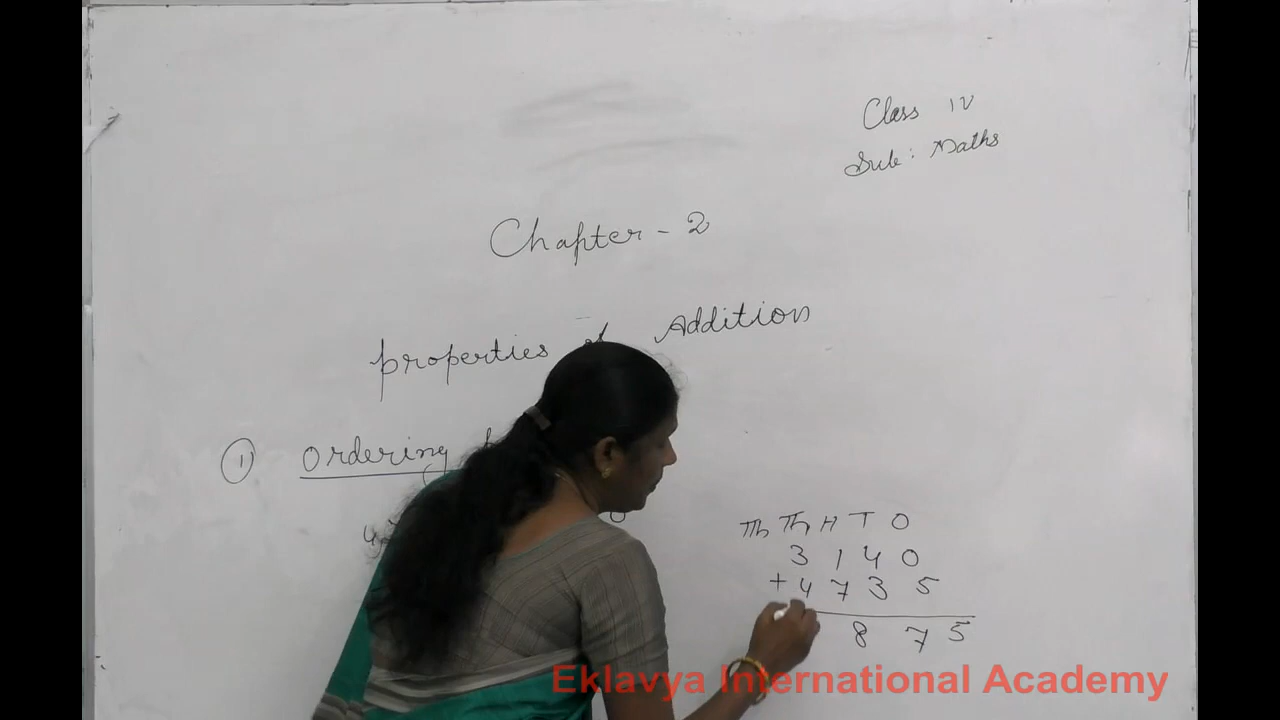 Class IV
Sub: Maths
Chapter - 2
properties of Addition
① Ordering
Th Th H T O
3 1 4 0
+ 4 7 3 5
8 7 5
Eklavya International Academy